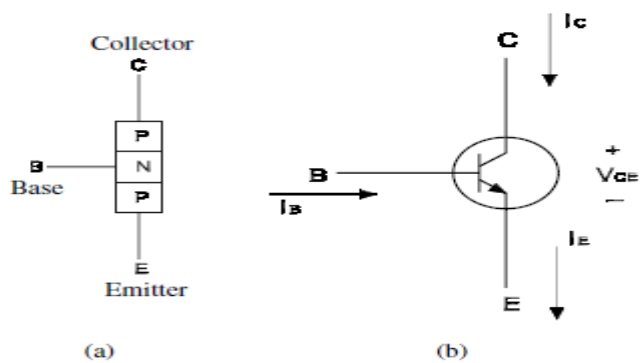 Collector
C
P
B N
Base
P
E
Emitter
(a)
IC
C
B
IB
+
VCE
−
IE
E
(b)